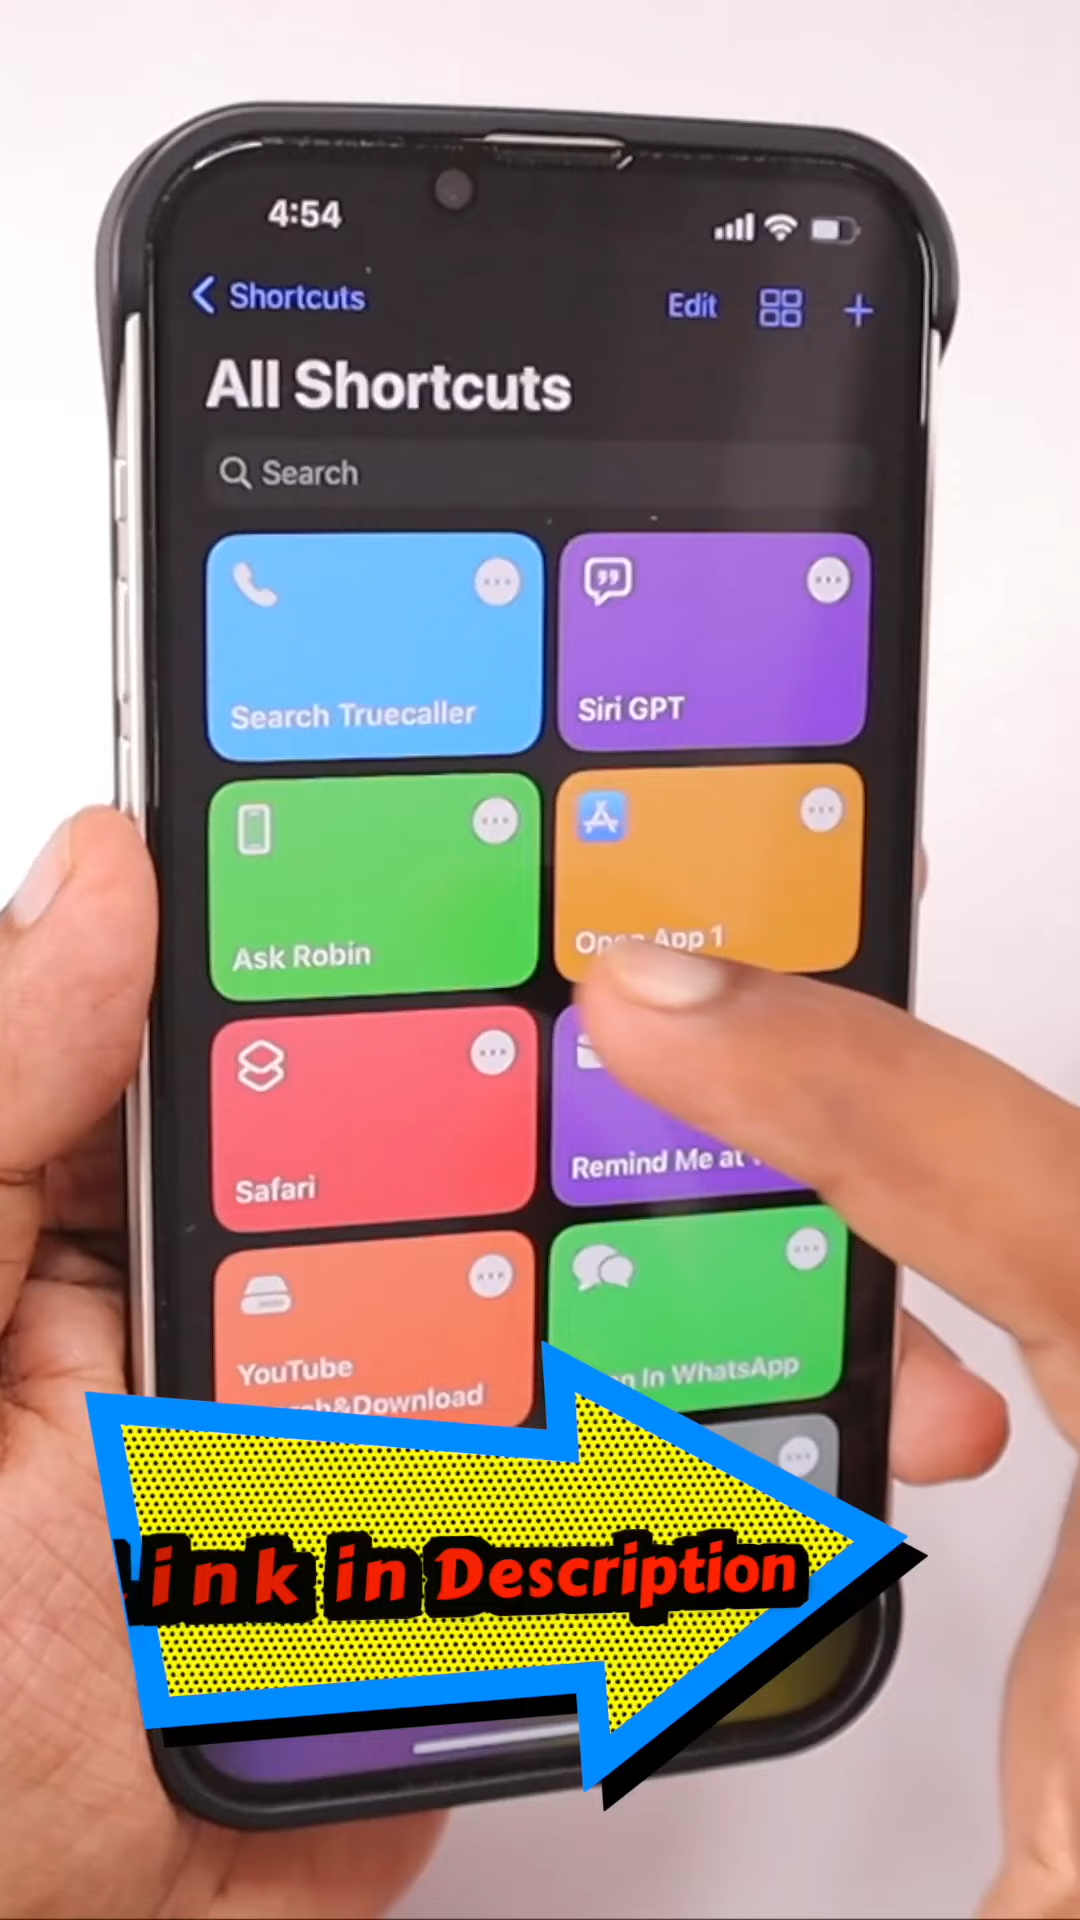 4:54
Shortcuts
Edit
All Shortcuts
Search
Search Truecaller
Siri GPT
Ask Robin
App 1
Safari
Remind Me at
YouTube
&Download
In WhatsApp
ink in Description